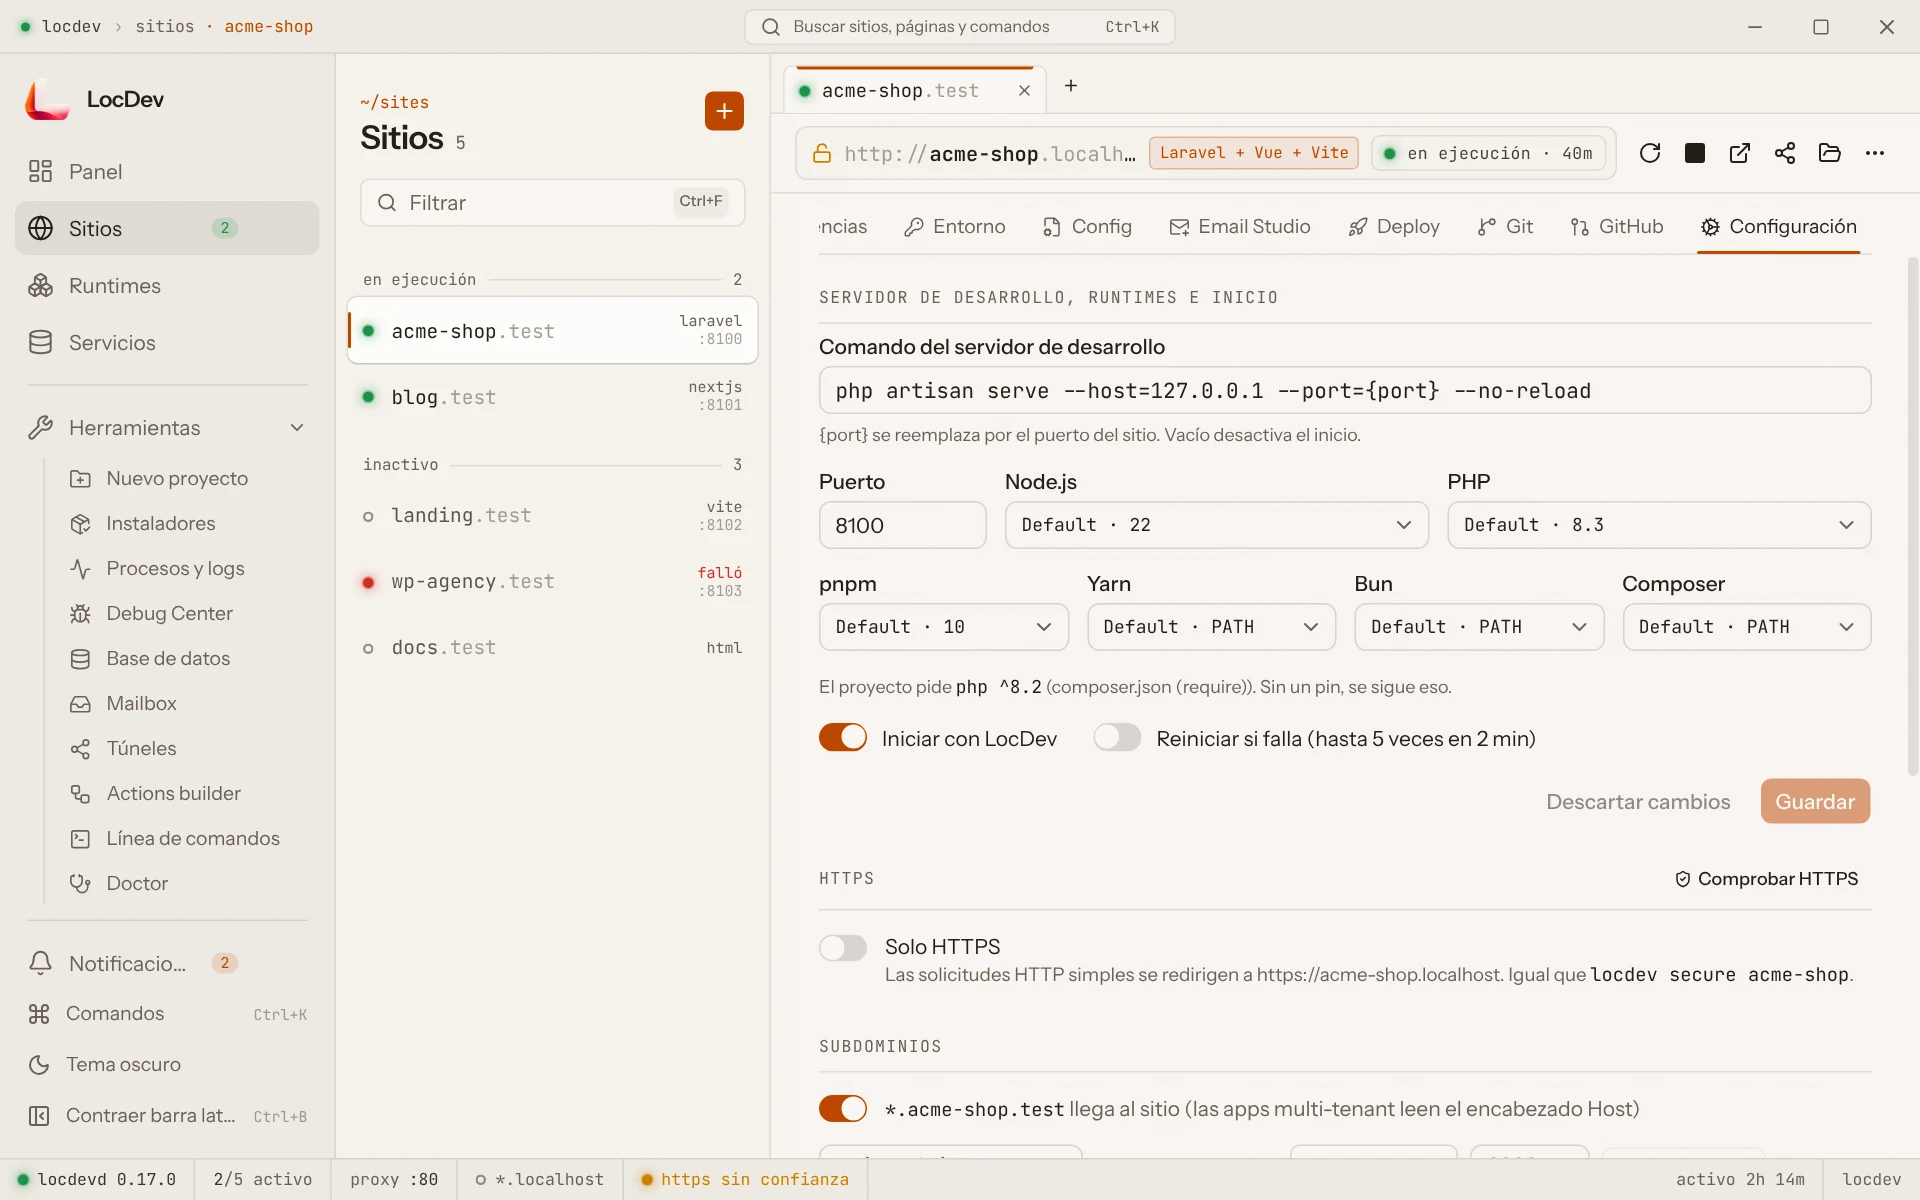 locdev › sitios · acme-shop
Buscar sitios, páginas y comandos Ctrl+K
LocDev
Panel
Sitios 2
Runtimes
Servicios
Herramientas
Nuevo proyecto
Instaladores
Procesos y logs
Debug Center
Base de datos
Mailbox
Túneles
Actions builder
Línea de comandos
Doctor
Notificacio... 2
Comandos Ctrl+K
Tema oscuro
Contraer barra lat... Ctrl+B
~/sites
Sitios 5
Filtrar Ctrl+F
en ejecución 2
acme-shop.test laravel
:8100
blog.test nextjs
:8101
inactivo 3
landing.test vite
:8102
wp-agency.test falló
:8103
docs.test html
acme-shop.test
http://acme-shop.localh... Laravel + Vue + Vite en ejecución · 40m
encias Entorno Config Email Studio Deploy Git GitHub Configuración
SERVIDOR DE DESARROLLO, RUNTIMES E INICIO
Comando del servidor de desarrollo
php artisan serve --host=127.0.0.1 --port={port} --no-reload
{port} se reemplaza por el puerto del sitio. Vacío desactiva el inicio.
Puerto Node.js PHP
8100 Default · 22 Default · 8.3
pnpm Yarn Bun Composer
Default · 10 Default · PATH Default · PATH Default · PATH
El proyecto pide php ^8.2 (composer.json (require)). Sin un pin, se sigue eso.
Iniciar con LocDev Reiniciar si falla (hasta 5 veces en 2 min)
Descartar cambios Guardar
HTTPS Comprobar HTTPS
Solo HTTPS
Las solicitudes HTTP simples se redirigen a https://acme-shop.localhost. Igual que locdev secure acme-shop.
SUBDOMINIOS
*.acme-shop.test llega al sitio (las apps multi-tenant leen el encabezado Host)
locdevd 0.17.0 2/5 activo proxy :80 *.localhost https sin confianza activo 2h 14m locdev